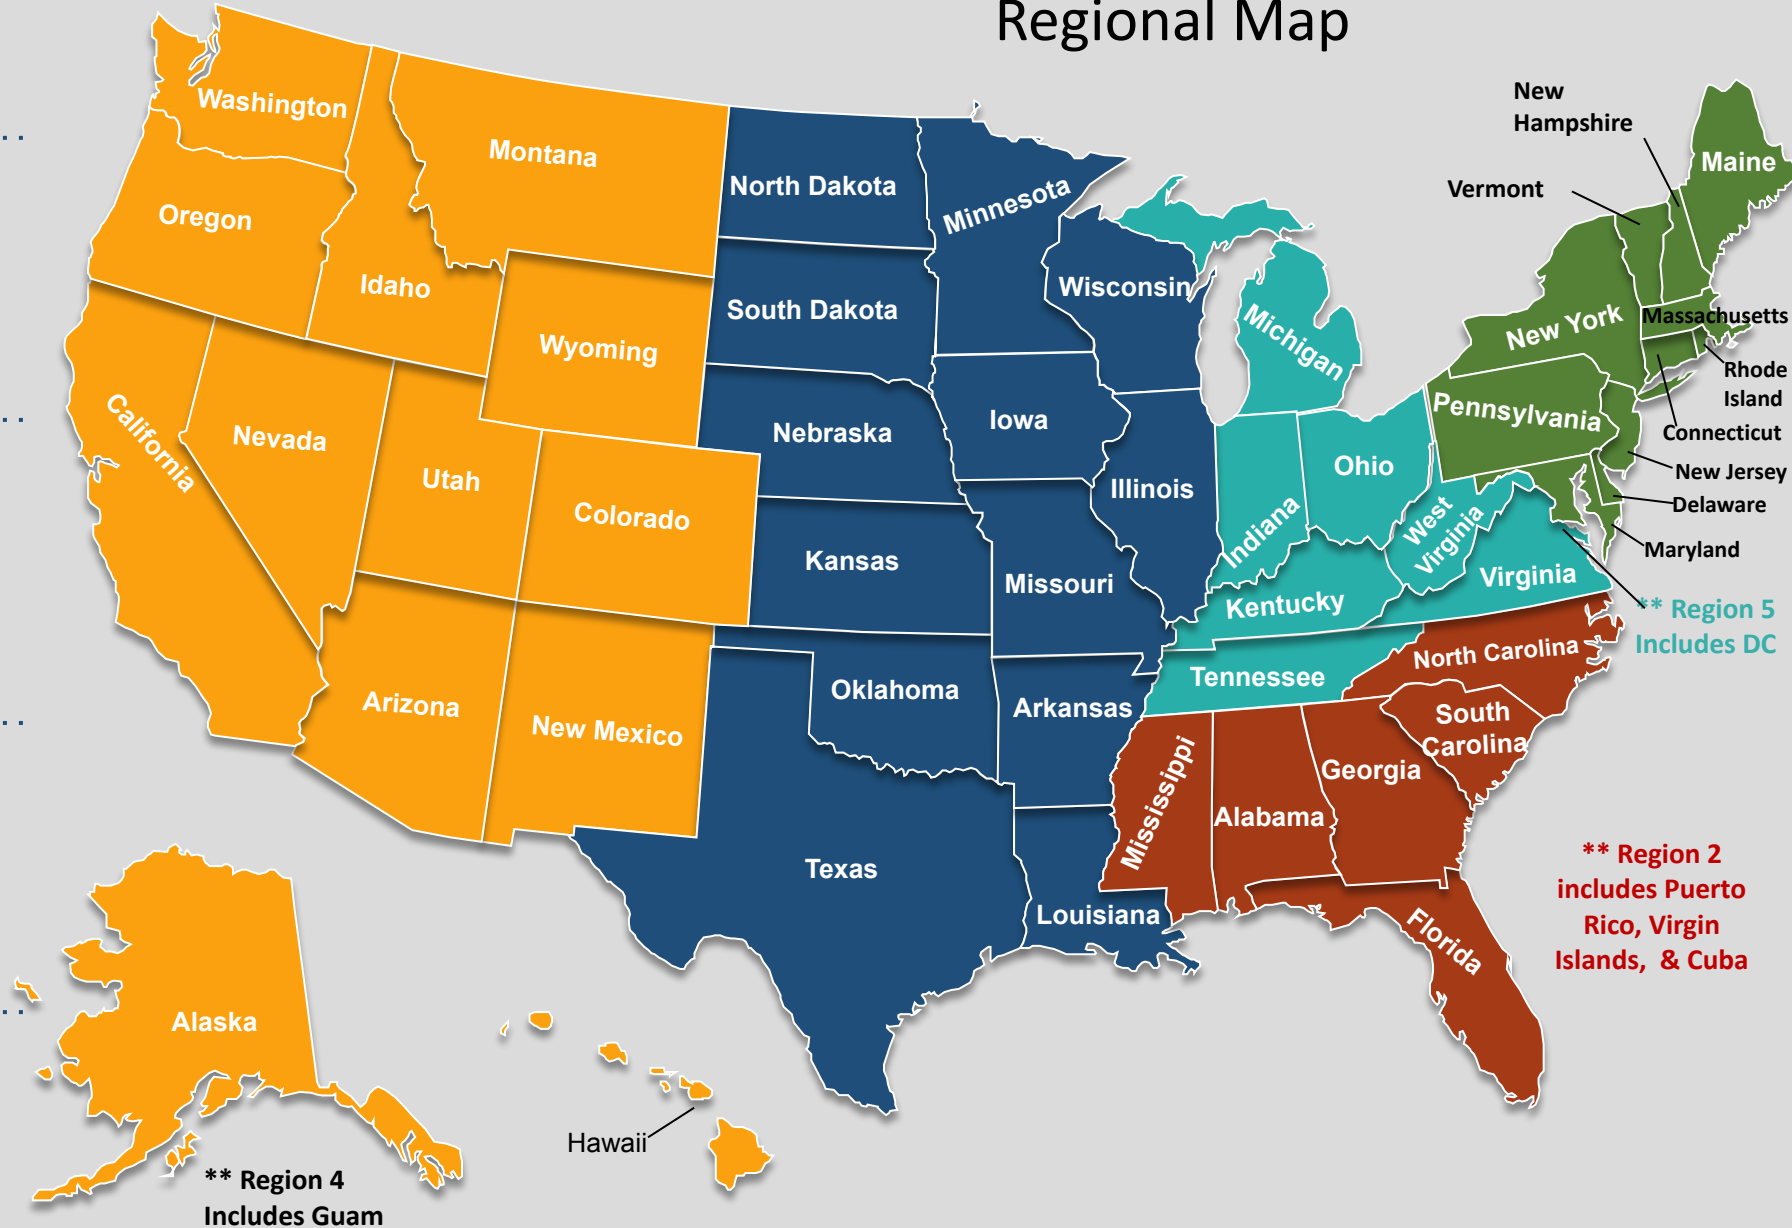 Regional Map
Washington
Montana
Oregon
Idaho
Wyoming
California
Nevada
Utah
Colorado
Arizona
New Mexico
Alaska
Hawaii
** Region 4
Includes Guam
North Dakota
South Dakota
Nebraska
Kansas
Oklahoma
Texas
Minnesota
Wisconsin
Iowa
Illinois
Missouri
Arkansas
Louisiana
Michigan
Ohio
Indiana
West
Virginia
Kentucky
Virginia
Tennessee
** Region 5
Includes DC
North Carolina
South
Carolina
Georgia
Alabama
Mississippi
Florida
** Region 2
includes Puerto
Rico, Virgin
Islands, & Cuba
New
Hampshire
Vermont
Maine
New York
Massachusetts
Rhode
Island
Connecticut
Pennsylvania
New Jersey
Delaware
Maryland